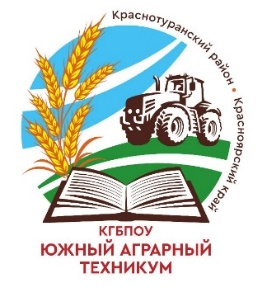 Краснотуранский район • Красноярский край
КГБПОУ
ЮЖНЫЙ АГРАРНЫЙ
ТЕХНИКУМ